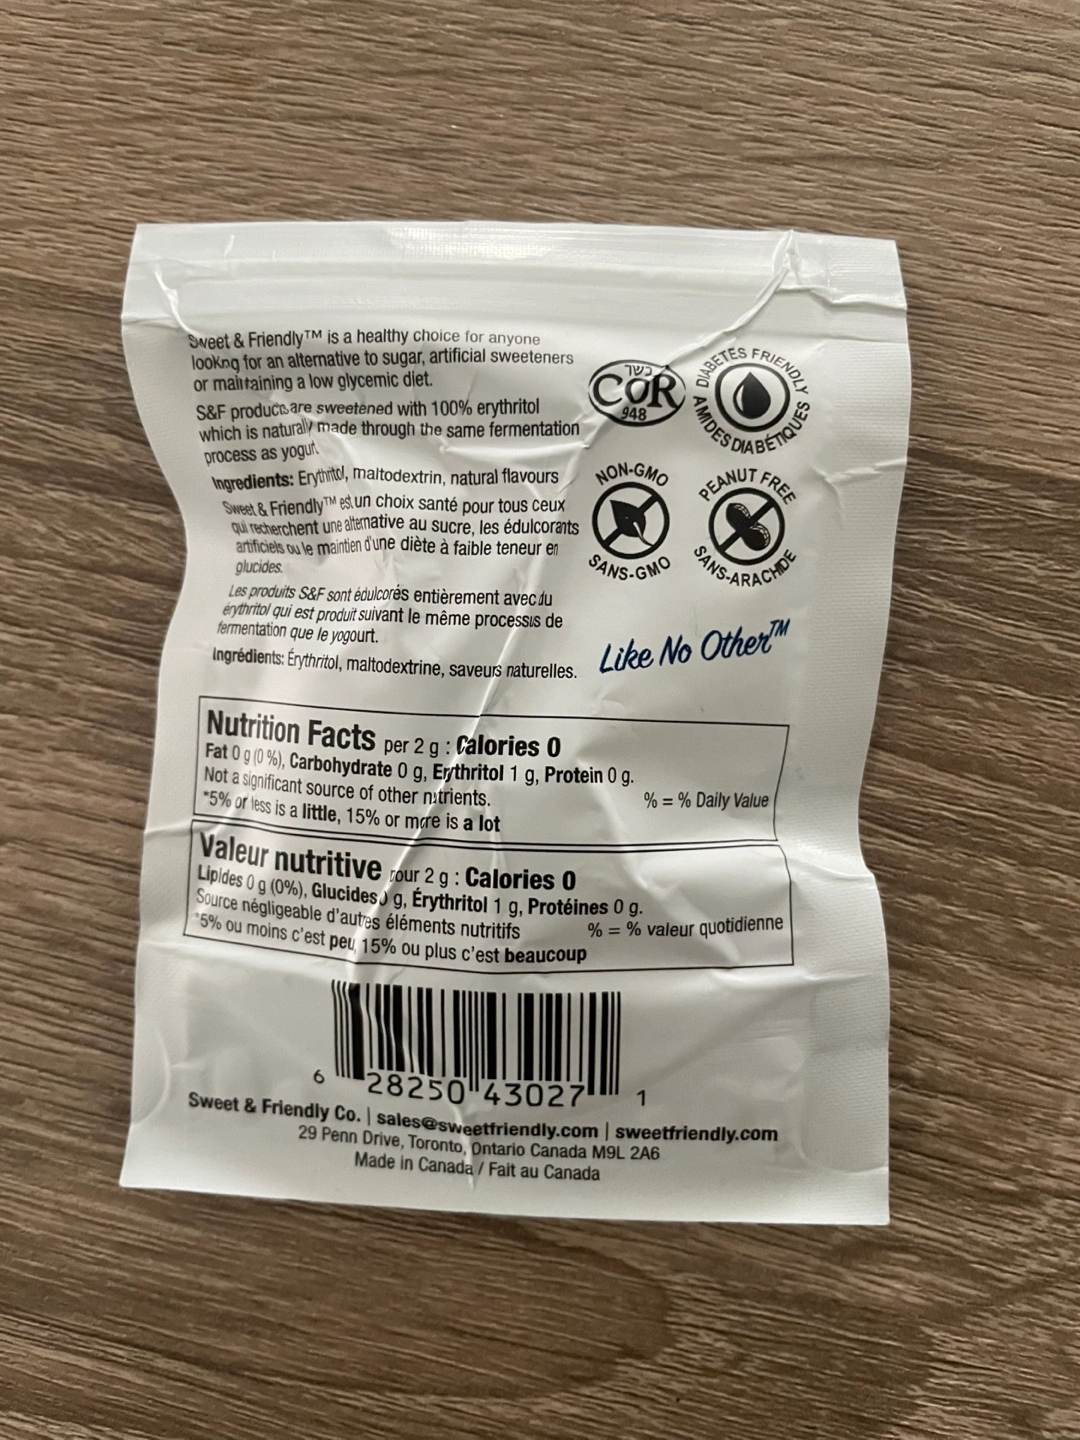 Sweet & Friendly™ is a healthy choice for anyone
looking for an alternative to sugar, artificial sweeteners
or maintaining a low glycemic diet.
S&F products are sweetened with 100% erythritol
which is naturally made through the same fermentation
process as yogurt.
Ingredients: Erythritol, maltodextrin, natural flavours
Sweet & Friendly™ est un choix santé pour tous ceux
qui recherchent une alternative au sucre, les édulcorants
artificiels ou le maintien d'une diète à faible teneur en
glucides.
Les produits S&F sont édulcorés entièrement avec du
érythritol qui est produit suivant le même processus de
fermentation que le yogourt.
Ingrédients: Érythritol, maltodextrine, saveurs naturelles.
כשר
COR
948
DIABETES FRIENDLY
AMIDES DIABÉTIQUES
NON-GMO
SANS-GMO
PEANUT FREE
SANS-ARACHIDE
Like No Other™
Nutrition Facts per 2 g : Calories 0
Fat 0 g (0 %), Carbohydrate 0 g, Erythritol 1 g, Protein 0 g.
Not a significant source of other nutrients.
% = % Daily Value
*5% or less is a little, 15% or more is a lot
Valeur nutritive pour 2 g : Calories 0
Lipides 0 g (0%), Glucides 0 g, Érythritol 1 g, Protéines 0 g.
Source négligeable d'autres éléments nutritifs
% = % valeur quotidienne
*5% ou moins c'est peu, 15% ou plus c'est beaucoup
6 28250 43027 1
Sweet & Friendly Co. | sales@sweetfriendly.com | sweetfriendly.com
29 Penn Drive, Toronto, Ontario Canada M9L 2A6
Made in Canada / Fait au Canada